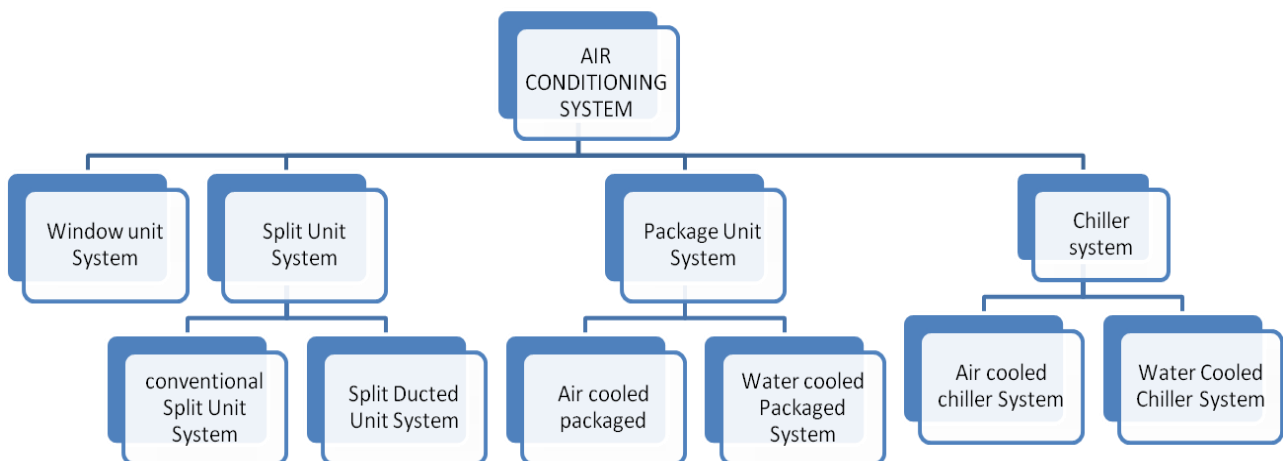 AIR
CONDITIONING
SYSTEM
Window unit
System
Split Unit
System
Package Unit
System
Chiller
system
conventional
Split Unit
System
Split Ducted
Unit System
Air cooled
packaged
Water cooled
Packaged
System
Air cooled
chiller System
Water Cooled
Chiller System